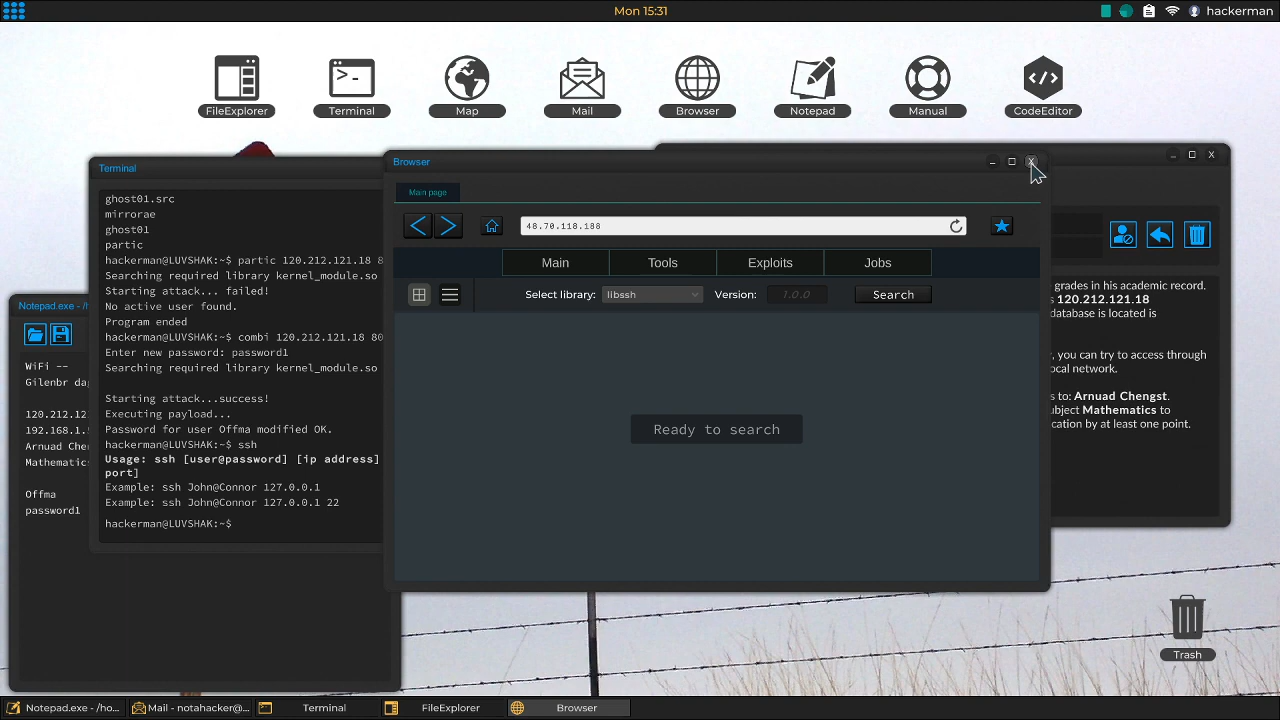 Mon 15:31
hackerman
FileExplorer
Terminal
Map
Mail
Browser
Notepad
Manual
CodeEditor
Terminal
ghost01.src
mirrorae
ghost01
partic
hackerman@LUVSHAK:~$ partic 120.212.121.18 80
Searching required library kernel_module.so
Starting attack... failed!
No active user found.
Program ended
hackerman@LUVSHAK:~$ combi 120.212.121.18 80
Enter new password: password1
Searching required library kernel_module.so
Starting attack...success!
Executing payload...
Password for user Offma modified OK.
hackerman@LUVSHAK:~$ ssh
Usage: ssh [user@password] [ip address]
port]
Example: ssh John@Connor 127.0.0.1
Example: ssh John@Connor 127.0.0.1 22
hackerman@LUVSHAK:~$
Browser
Main page
48.70.118.188
Main
Tools
Exploits
Jobs
Select library:
libssh
Version:
1.0.0
Search
Ready to search
grades in his academic record.
120.212.121.18
database is located is
, you can try to access through
ocal network.
s to: Arnuad Chengst.
ubject Mathematics to
cation by at least one point.
Notepad.exe - /h
WiFi --
Gilenbr
120.212.12
192.168.1.
Arnuad Che
Mathematics
Offma
password1
Trash
Notepad.exe - /ho...
Mail - notahacker@...
Terminal
FileExplorer
Browser